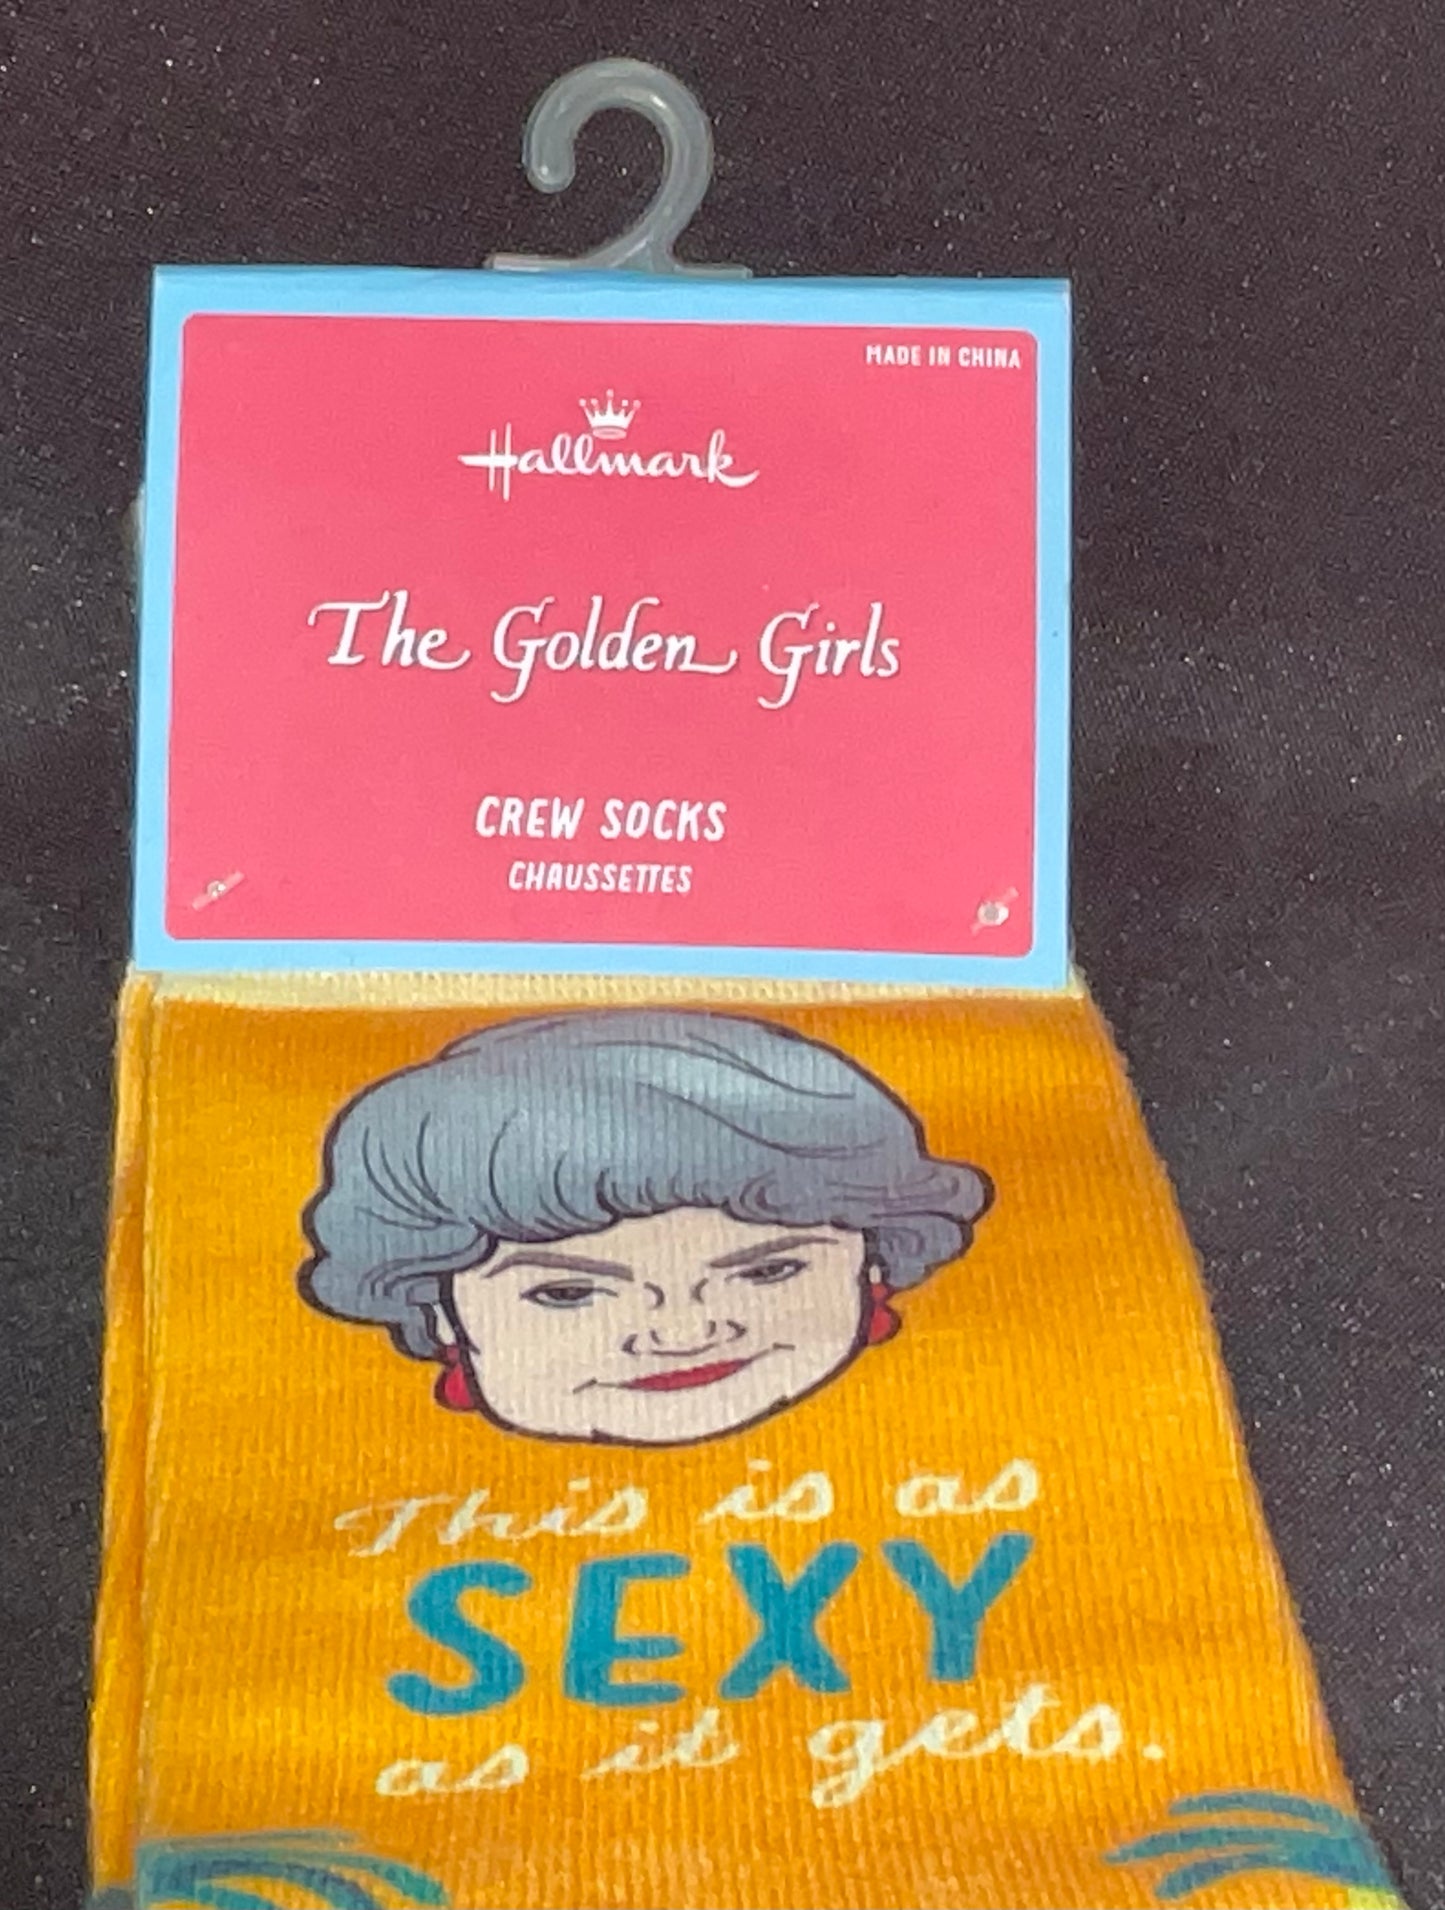 MADE IN CHINA
Hallmark
The Golden Girls
CREW SOCKS
CHAUSSETTES
This is as
SEXY
as it gets.